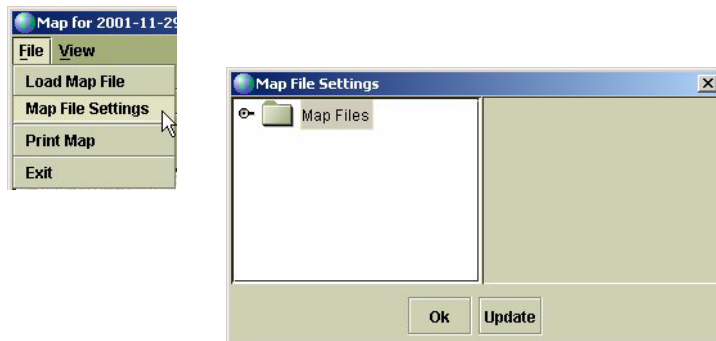 Map for 2001-11-29
File View
Load Map File
Map File Settings
Print Map
Exit
Map File Settings
Map Files
Ok Update